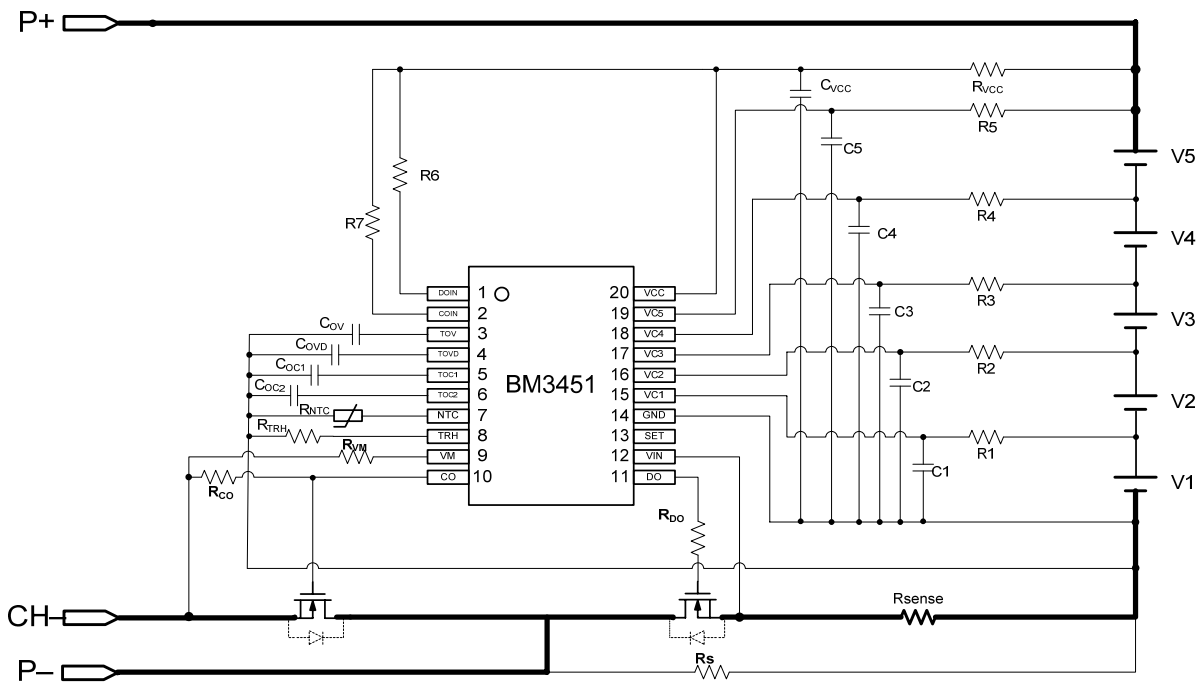 P+
CVCC
RVCC
R5
C5
V5
R6
R4
C4
V4
R7
R3
C3
V3
DOIN 1
20 VCC
COIN 2
19 VC5
COV
TOV 3
18 VC4
COVD
TOVD 4
17 VC3
R2
COC1
TOC1 5
BM3451
16 VC2
C2
V2
COC2
TOC2 6
15 VC1
RNTC
NTC 7
14 GND
RTRH
TRH 8
13 SET
R1
RVM
VM 9
12 VIN
C1
V1
RCO
CO 10
11 DO
RDO
Rsense
CH–
Rs
P–